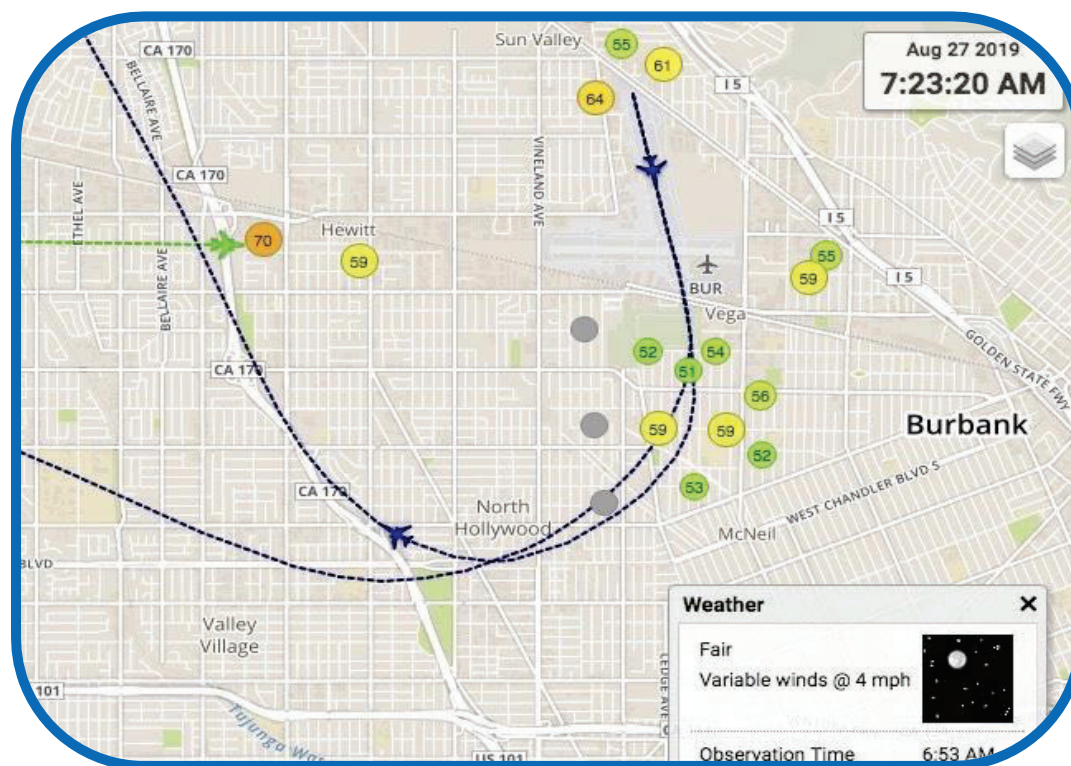 Sun Valley
55
61
64
Aug 27 2019
7:23:20 AM
CA 170
BELLAIRE AVE
I 5
CA 170
VINELAND AVE
ETHEL AVE
70
Hewitt
59
I 5
55
59
I 5
BELLAIRE AVE
BUR
Vega
GOLDEN STATE FWY
52
54
51
CA 170
56
59
59
Burbank
52
53
WEST CHANDLER BLVD S
CA 170
North
Hollywood
McNeil
BLVD
Valley
Village
Weather
Fair
Variable winds @ 4 mph
Observation Time
6:53 AM
101
US 101